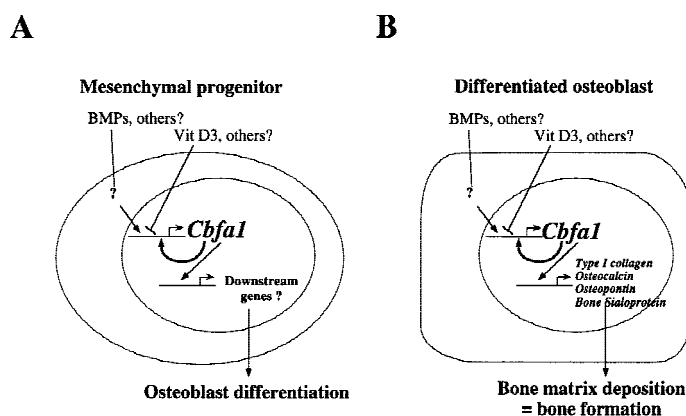 A
Mesenchymal progenitor
BMPs, others?
Vit D3, others?
?
Cbfa1
Downstream
genes ?
Osteoblast differentiation
B
Differentiated osteoblast
BMPs, others?
Vit D3, others?
?
Cbfa1
Type I collagen
Osteocalcin
Osteopontin
Bone Sialoprotein
Bone matrix deposition
= bone formation